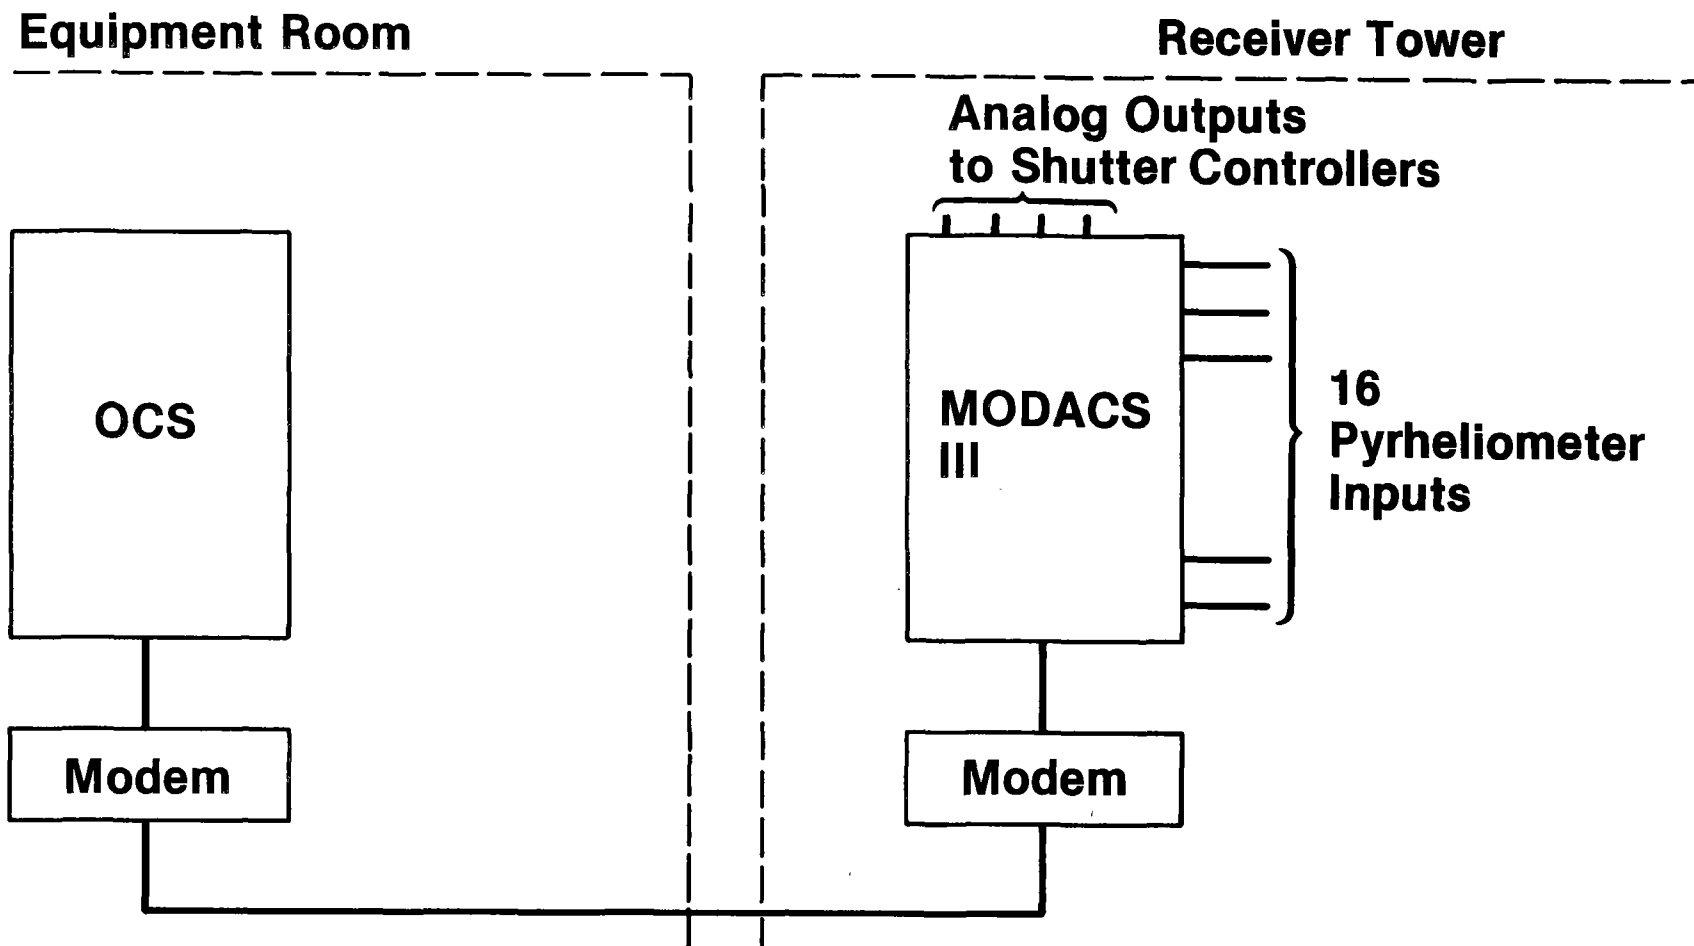 Equipment Room
Receiver Tower
Analog Outputs
to Shutter Controllers
OCS
MODACS
III
16
Pyrheliometer
Inputs
Modem
Modem